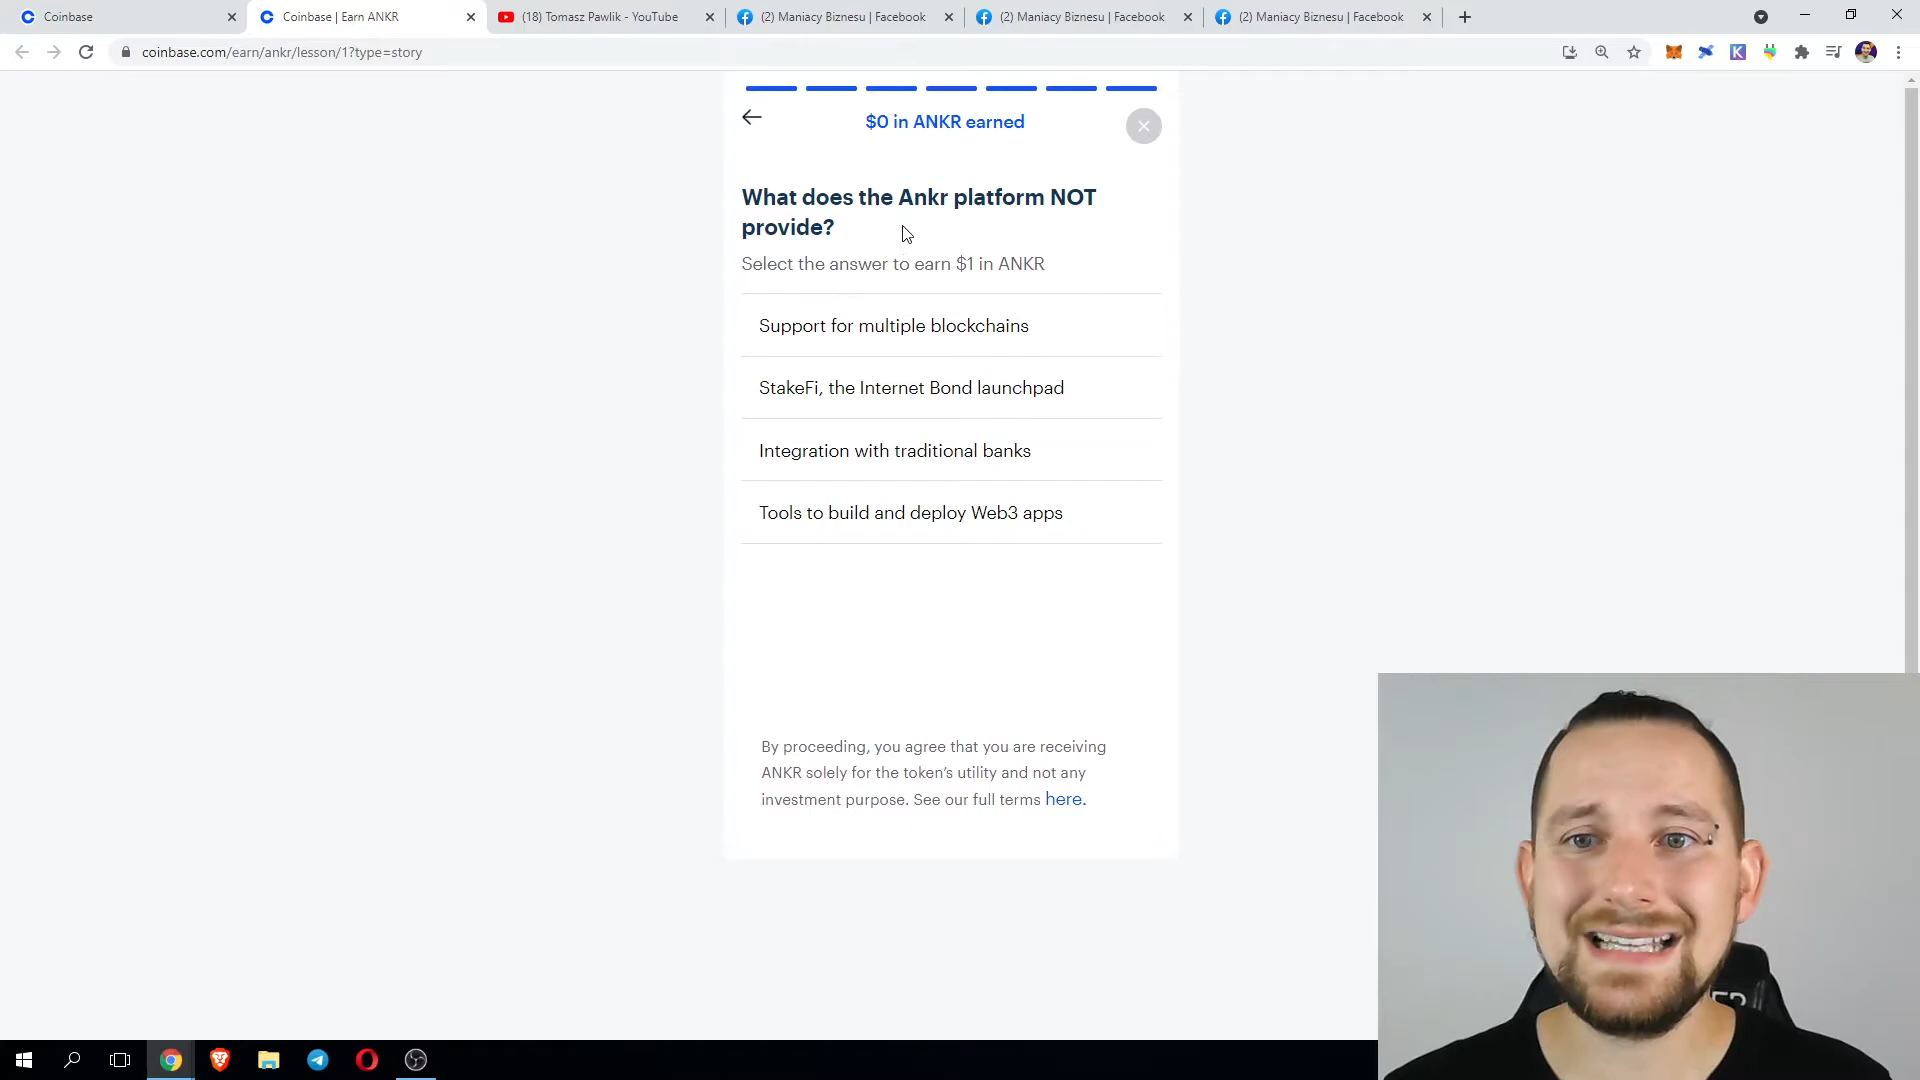 Coinbase
Coinbase | Earn ANKR
(18) Tomasz Pawlik - YouTube
(2) Maniacy Biznesu | Facebook
(2) Maniacy Biznesu | Facebook
(2) Maniacy Biznesu | Facebook
coinbase.com/earn/ankr/lesson/1?type=story
$0 in ANKR earned
What does the Ankr platform NOT
provide?
Select the answer to earn $1 in ANKR
Support for multiple blockchains
StakeFi, the Internet Bond launchpad
Integration with traditional banks
Tools to build and deploy Web3 apps
By proceeding, you agree that you are receiving
ANKR solely for the token’s utility and not any
investment purpose. See our full terms here.